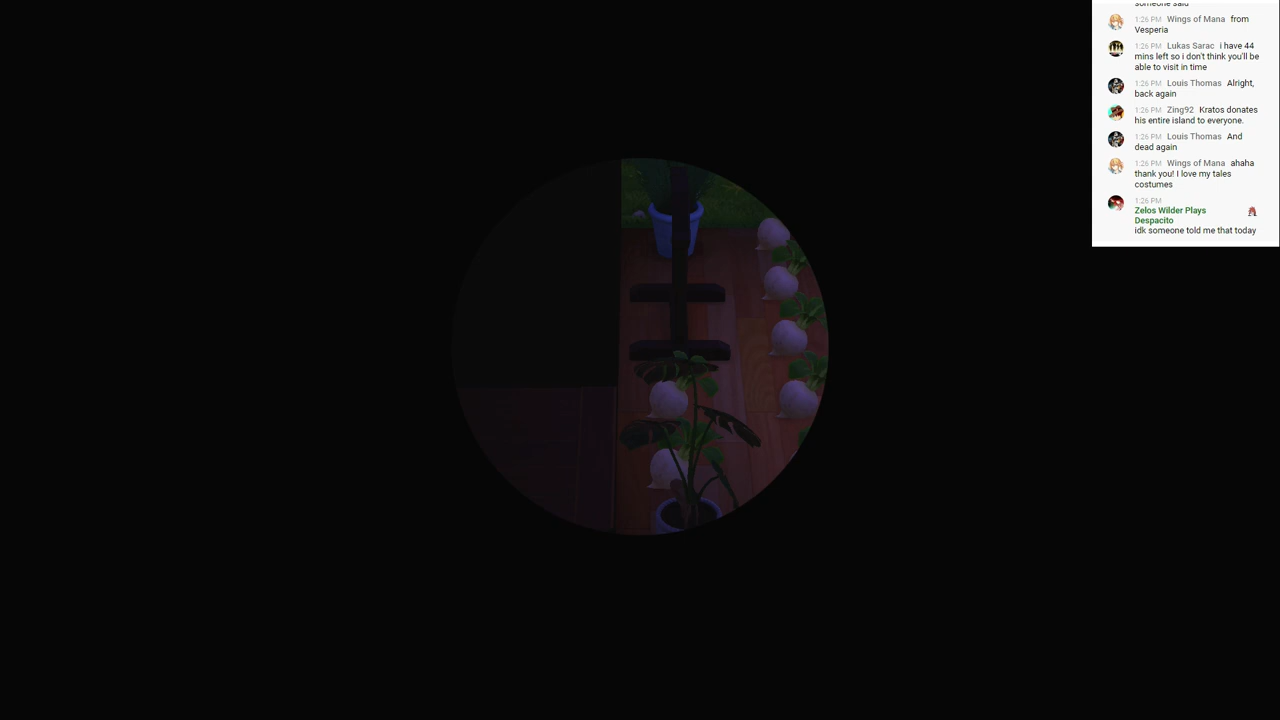 someone said
1:26 PM Wings of Mana from
Vesperia
1:26 PM Lukas Sarac i have 44
mins left so i don't think you'll be
able to visit in time
1:26 PM Louis Thomas Alright,
back again
1:26 PM Zing92 Kratos donates
his entire island to everyone.
1:26 PM Louis Thomas And
dead again
1:26 PM Wings of Mana ahaha
thank you! I love my tales
costumes
1:26 PM
Zelos Wilder Plays
Despacito
idk someone told me that today